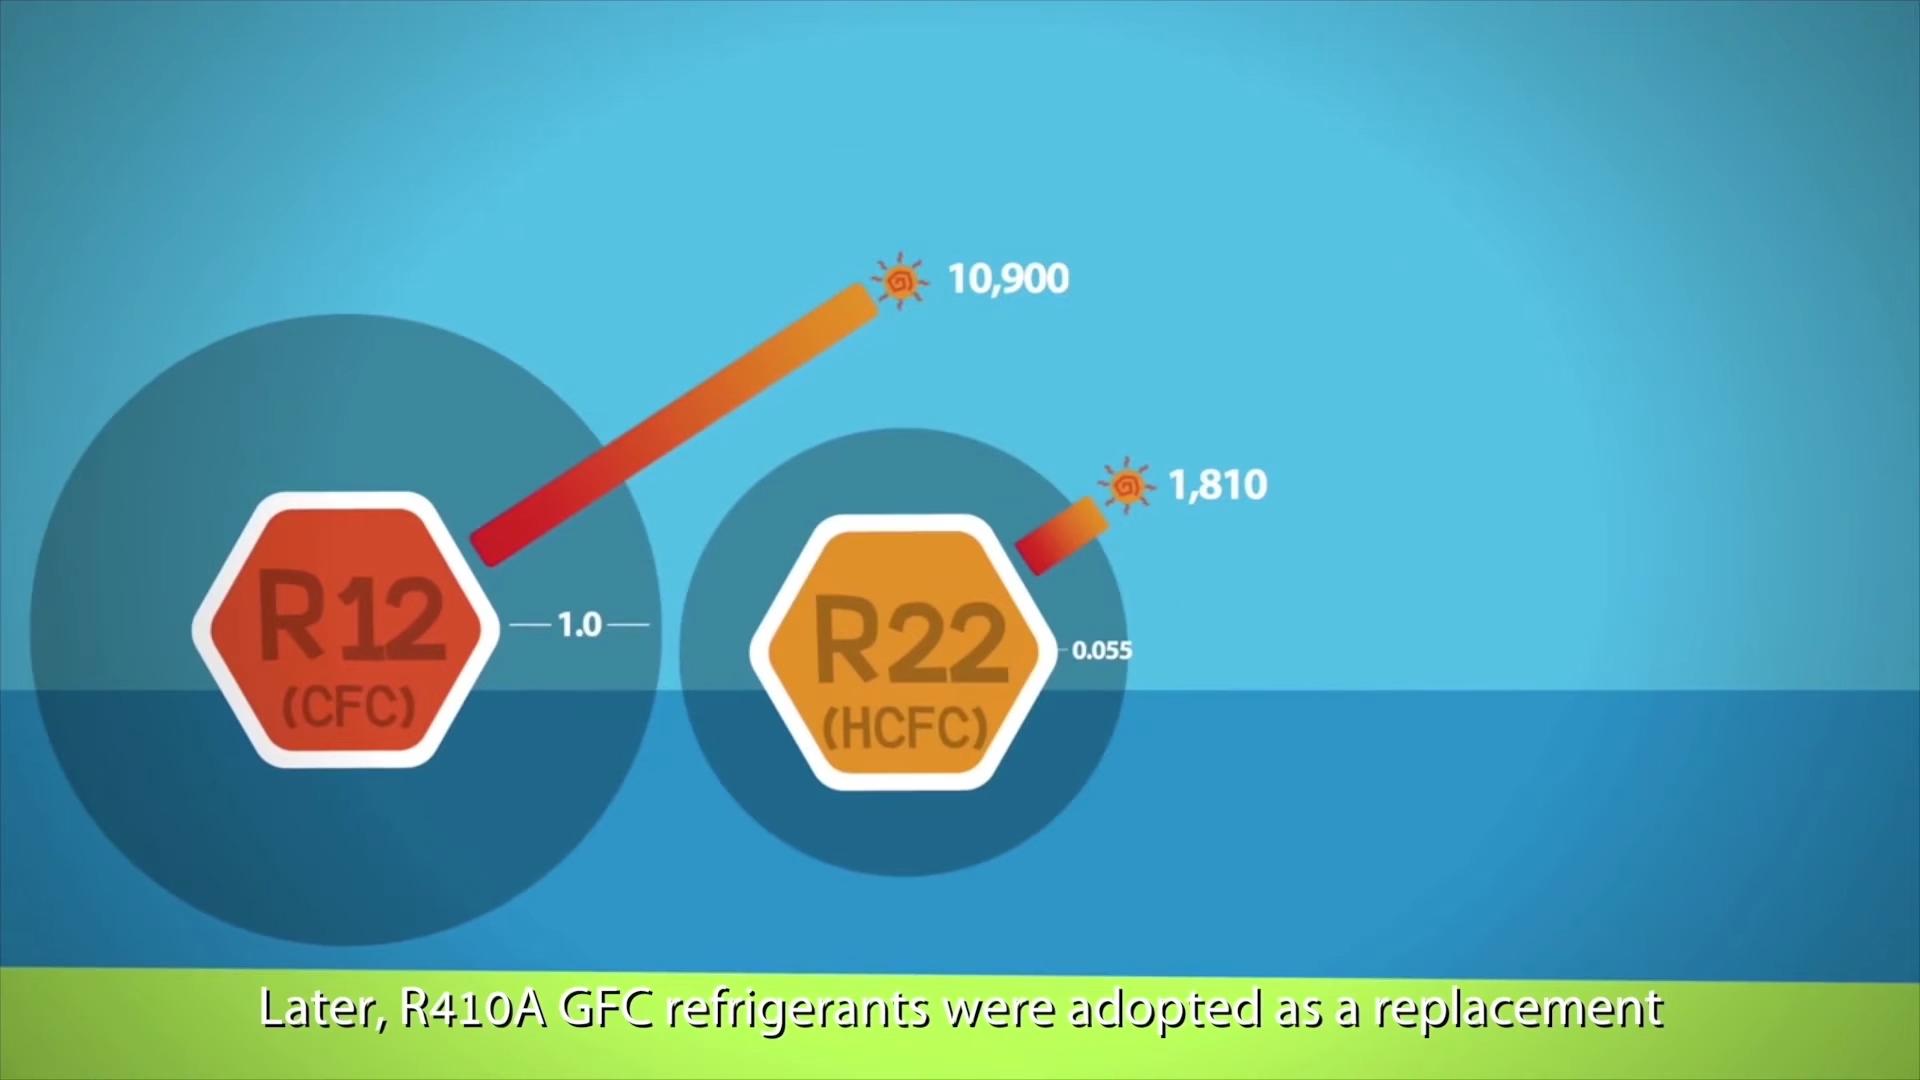 10,900
1,810
R12
(CFC)
1.0
R22
(HCFC)
0.055
Later, R410A GFC refrigerants were adopted as a replacement